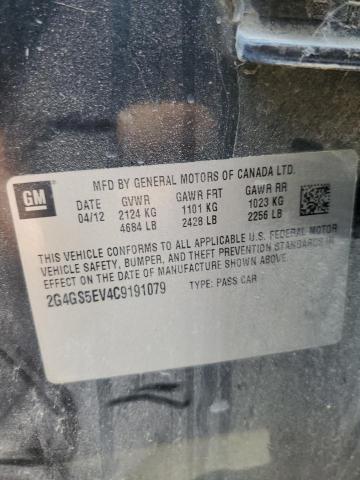 GM
MFD BY GENERAL MOTORS OF CANADA LTD.
DATE GVWR GAWR FRT GAWR RR
04/12 2124 KG 1101 KG 1023 KG
4684 LB 2428 LB 2256 LB
THIS VEHICLE CONFORMS TO ALL APPLICABLE U.S. FEDERAL MOTOR
VEHICLE SAFETY, BUMPER, AND THEFT PREVENTION STANDARDS IN
EFFECT ON THE DATE OF MANUFACTURE SHOWN ABOVE.
2G4GS5EV4C9191079 TYPE: PASS CAR